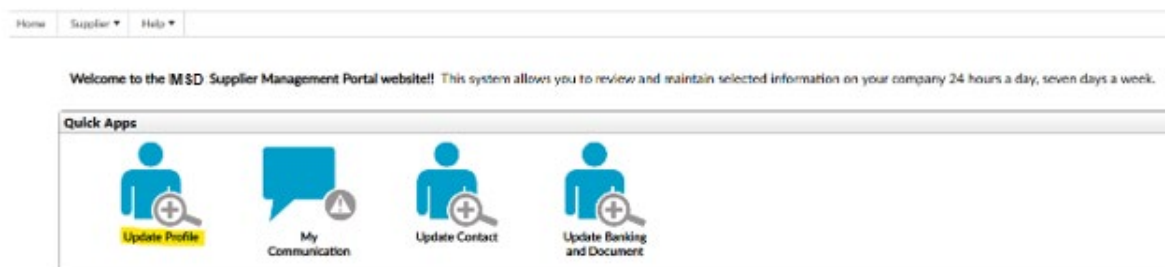 Home Supplier ▼ Help ▼
Welcome to the MSD Supplier Management Portal website!! This system allows you to review and maintain selected information on your company 24 hours a day, seven days a week.
Quick Apps
Update Profile
My
Communication
Update Contact
Update Banking
and Document